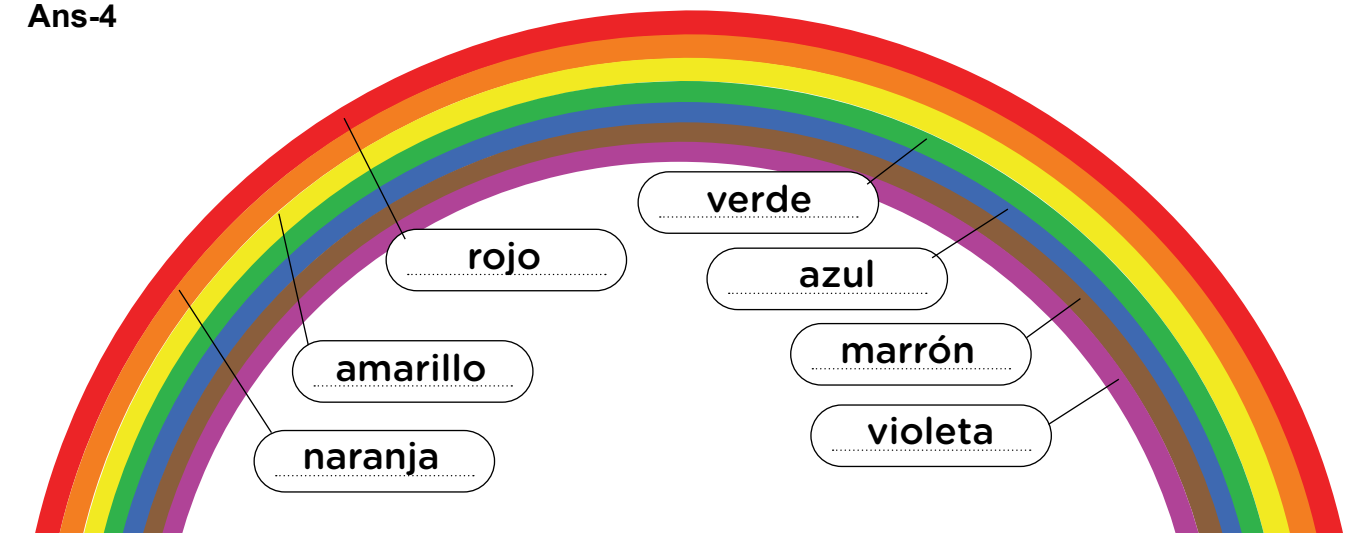 Ans-4
verde
rojo
azul
marrón
amarillo
violeta
naranja